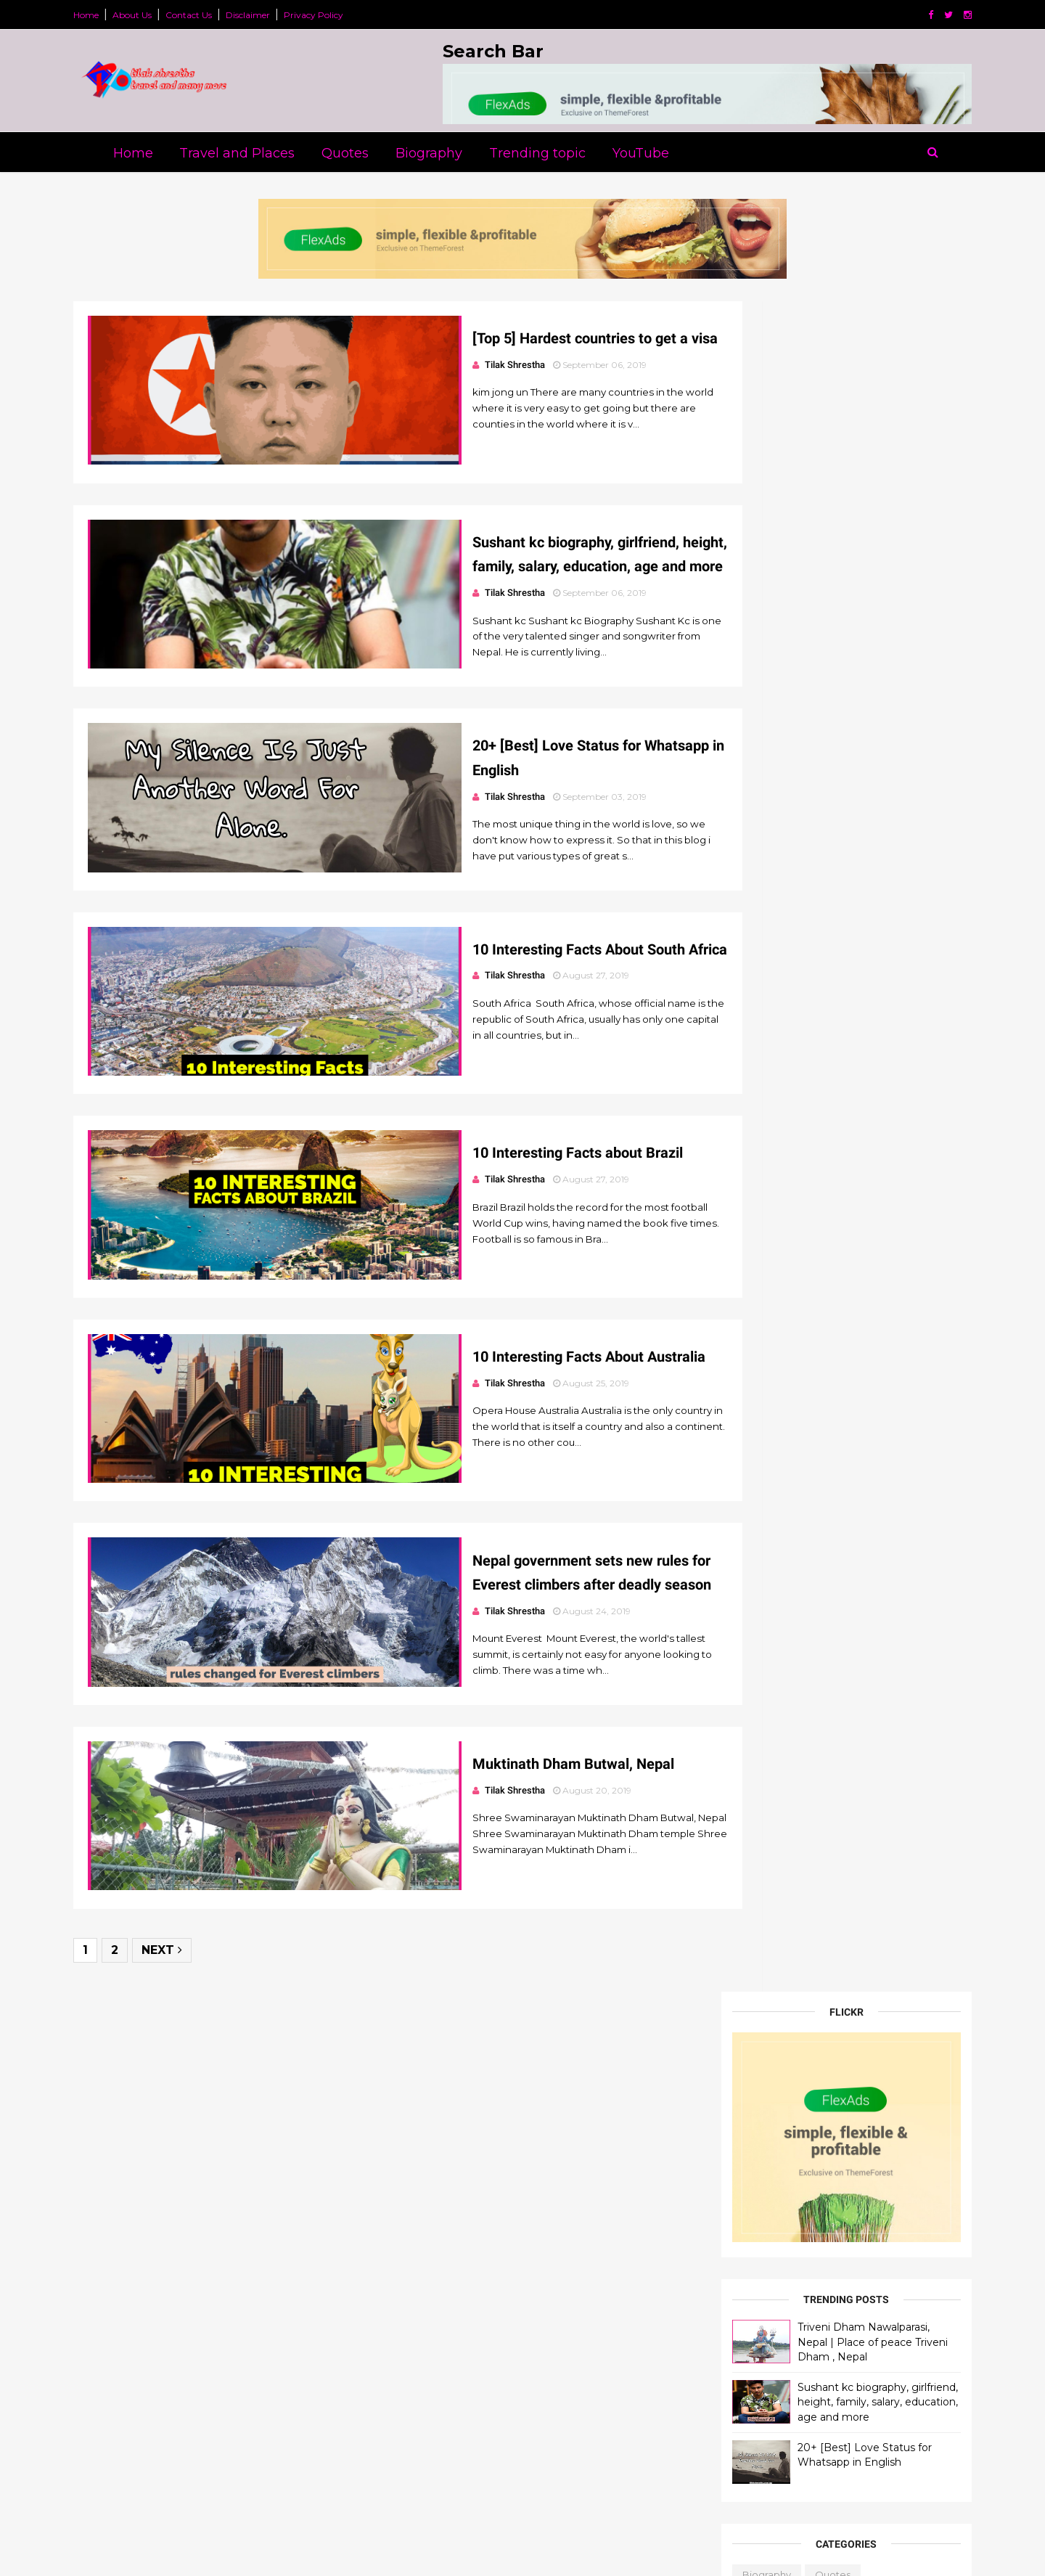 Home
About Us
Contact Us
Disclaimer
Privacy Policy
tilak shrestha
travel and many more
Search Bar
FlexAds
simple, flexible &profitable
Exclusive on ThemeForest
Home
Travel and Places
Quotes
Biography
Trending topic
YouTube
FlexAds
simple, flexible &profitable
Exclusive on ThemeForest
[Top 5] Hardest countries to get a visa
Tilak Shrestha
September 06, 2019
kim jong un There are many countries in the world
where it is very easy to get going but there are
counties in the world where it is v...
Sushant kc biography, girlfriend, height,
family, salary, education, age and more
Tilak Shrestha
September 06, 2019
Sushant kc Sushant kc Biography Sushant Kc is one
of the very talented singer and songwriter from
Nepal. He is currently living...
My Silence Is Just
Another Word For
Alone.
20+ [Best] Love Status for Whatsapp in
English
Tilak Shrestha
September 03, 2019
The most unique thing in the world is love, so we
don't know how to express it. So that in this blog i
have put various types of great s...
10 Interesting Facts
10 Interesting Facts About South Africa
Tilak Shrestha
August 27, 2019
South Africa  South Africa, whose official name is the
republic of South Africa, usually has only one capital
in all countries, but in...
10 INTERESTING
FACTS ABOUT BRAZIL
10 Interesting Facts about Brazil
Tilak Shrestha
August 27, 2019
Brazil Brazil holds the record for the most football
World Cup wins, having named the book five times.
Football is so famous in Bra...
10 INTERESTING
10 Interesting Facts About Australia
Tilak Shrestha
August 25, 2019
Opera House Australia Australia is the only country in
the world that is itself a country and also a continent.
There is no other cou...
rules changed for Everest climbers
Nepal government sets new rules for
Everest climbers after deadly season
Tilak Shrestha
August 24, 2019
Mount Everest  Mount Everest, the world's tallest
summit, is certainly not easy for anyone looking to
climb. There was a time wh...
Muktinath Dham Butwal, Nepal
Tilak Shrestha
August 20, 2019
Shree Swaminarayan Muktinath Dham Butwal, Nepal
Shree Swaminarayan Muktinath Dham temple Shree
Swaminarayan Muktinath Dham i...
1
2
NEXT
FLICKR
FlexAds
simple, flexible &
profitable
Exclusive on ThemeForest
TRENDING POSTS
Triveni Dham Nawalparasi,
Nepal | Place of peace Triveni
Dham , Nepal
Sushant kc biography, girlfriend,
height, family, salary, education,
age and more
20+ [Best] Love Status for
Whatsapp in English
CATEGORIES
Biography
Quotes